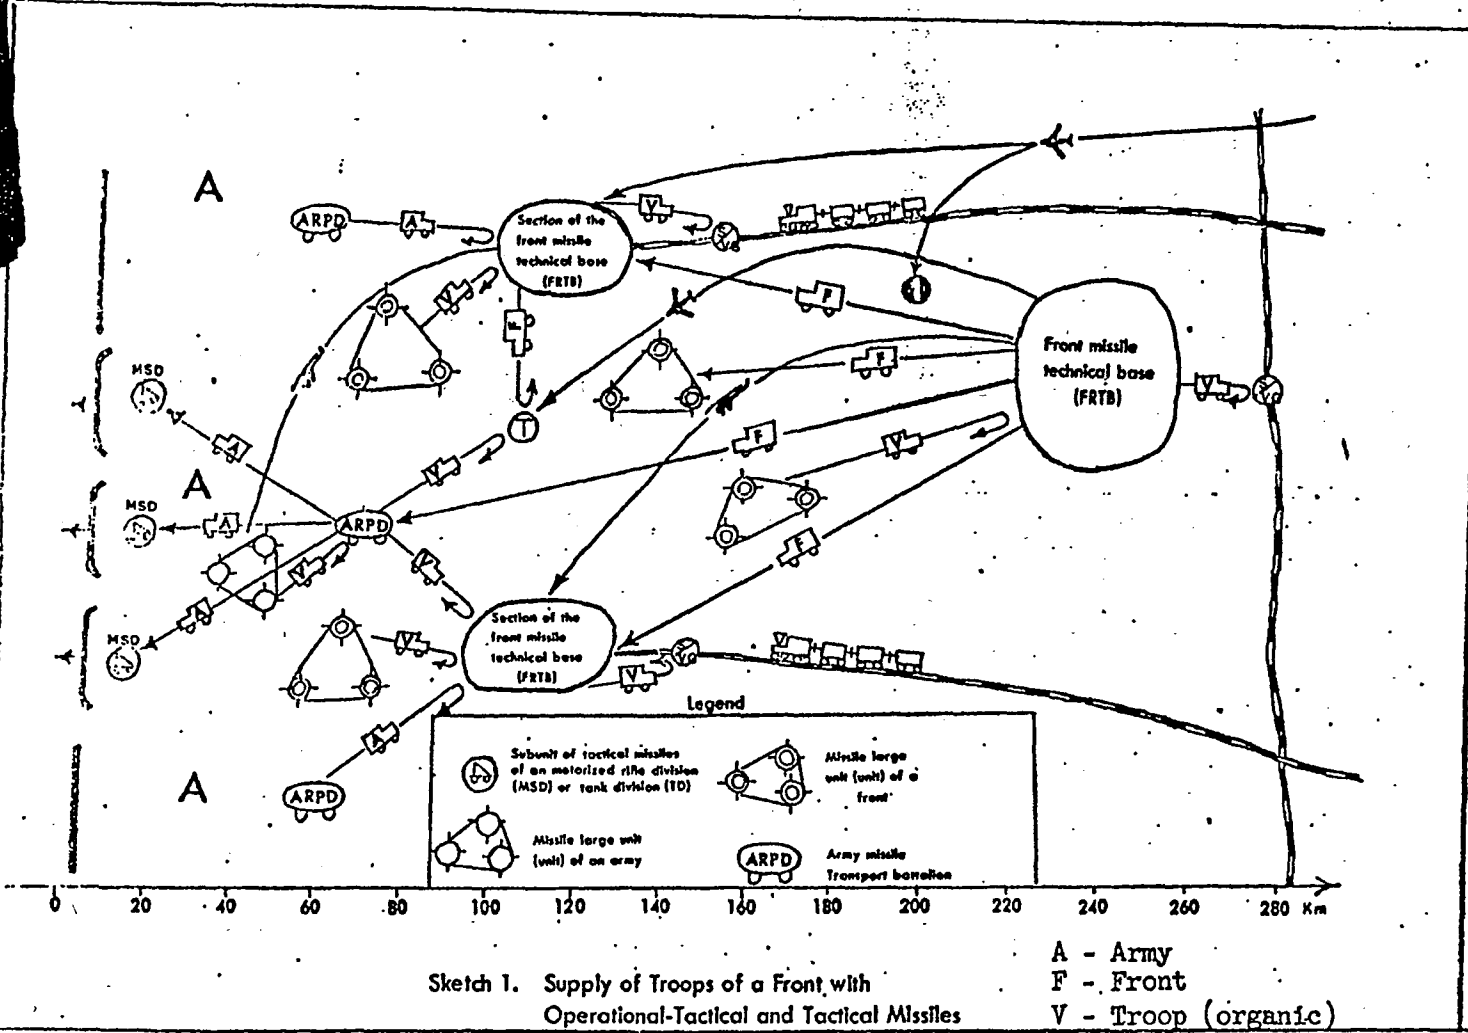 A
ARPD
A
Section of the
front missile
technical base
(FRTB)
V
V
F
MSD
A
T
F
Front missile
technical base
(FRTB)
V
F
V
V
A
MSD
A
ARPD
V
V
F
A
MSD
V
Section of the
front missile
technical base
(FRTB)
V
A
A
ARPD
Legend
Subunit of tactical missiles
of an motorized rifle division
(MSD) or tank division (TD)
Missile large
unit (unit) of a
front
Missile large unit
(unit) of an army
ARPD
Army missile
Transport battalion
0 20 40 60 80 100 120 140 160 180 200 220 240 260 280 Km
Sketch 1. Supply of Troops of a Front with
Operational-Tactical and Tactical Missiles
A - Army
F - Front
V - Troop (organic)